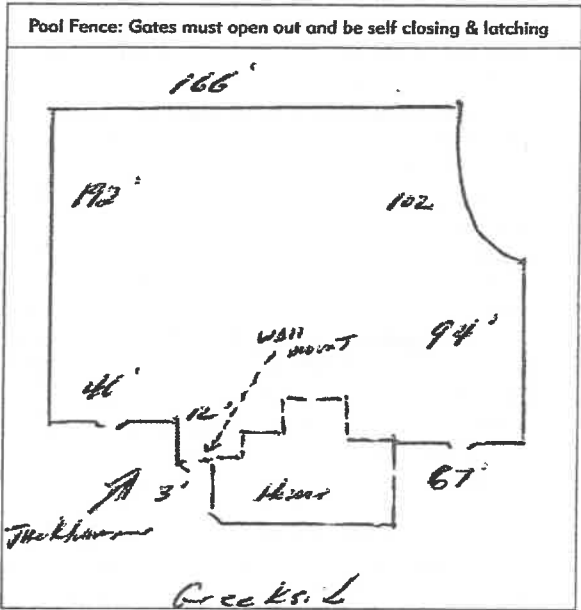 Pool Fence: Gates must open out and be self closing & latching
166'
192'
102
94'
wall
mount
46'
12'
3'
House
67'
Jackhammer